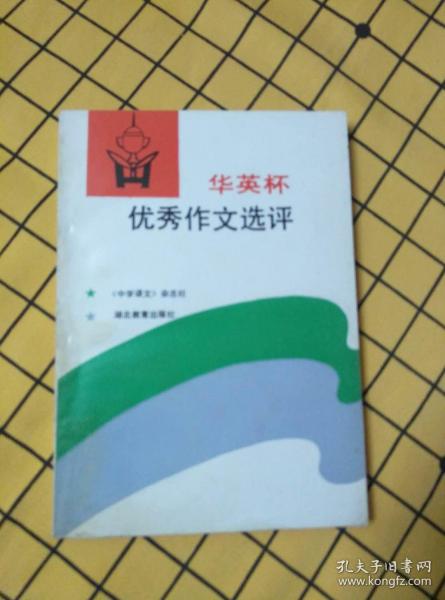 华英杯
优秀作文选评
★ 《中学语文》杂志社
★ 湖北教育出版社
孔夫子旧书网
www.kongfz.com